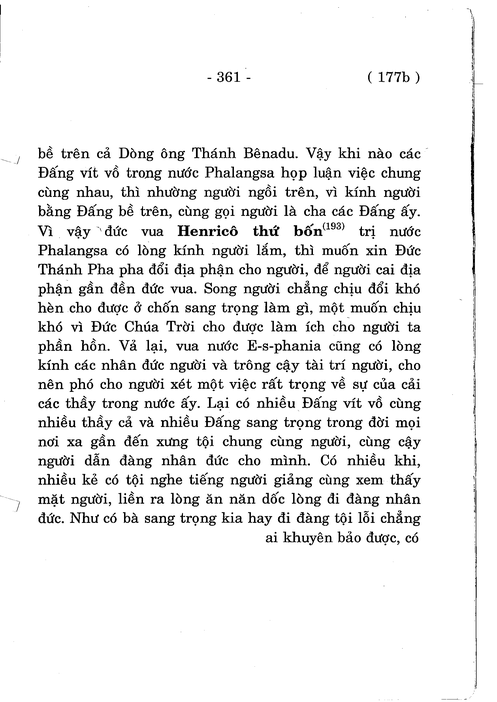 - 361 - ( 177b )
bề trên cả Dòng ông Thánh Bênadu. Vậy khi nào các
Đấng vít vồ trong nước Phalangsa họp luận việc chung
cùng nhau, thì nhường người ngồi trên, vì kính người
bằng Đấng bề trên, cùng gọi người là cha các Đấng ấy.
Vì vậy đức vua Henricô thứ bốn(193) trị nước
Phalangsa có lòng kính người lắm, thì muốn xin Đức
Thánh Pha pha đổi địa phận cho người, để người cai địa
phận gần đền đức vua. Song người chẳng chịu đổi khó
hèn cho được ở chốn sang trọng làm gì, một muốn chịu
khó vì Đức Chúa Trời cho được làm ích cho người ta
phần hồn. Vả lại, vua nước E-s-phania cũng có lòng
kính các nhân đức người và trông cậy tài trí người, cho
nên phó cho người xét một việc rất trọng về sự của cải
các thầy trong nước ấy. Lại có nhiều Đấng vít vồ cùng
nhiều thầy cả và nhiều Đấng sang trọng trong đời mọi
nơi xa gần đến xưng tội chung cùng người, cùng cậy
người dẫn đàng nhân đức cho mình. Có nhiều khi,
nhiều kẻ có tội nghe tiếng người giảng cùng xem thấy
mặt người, liền ra lòng ăn năn dốc lòng đi đàng nhân
đức. Như có bà sang trọng kia hay đi đàng tội lỗi chẳng
ai khuyên bảo được, có